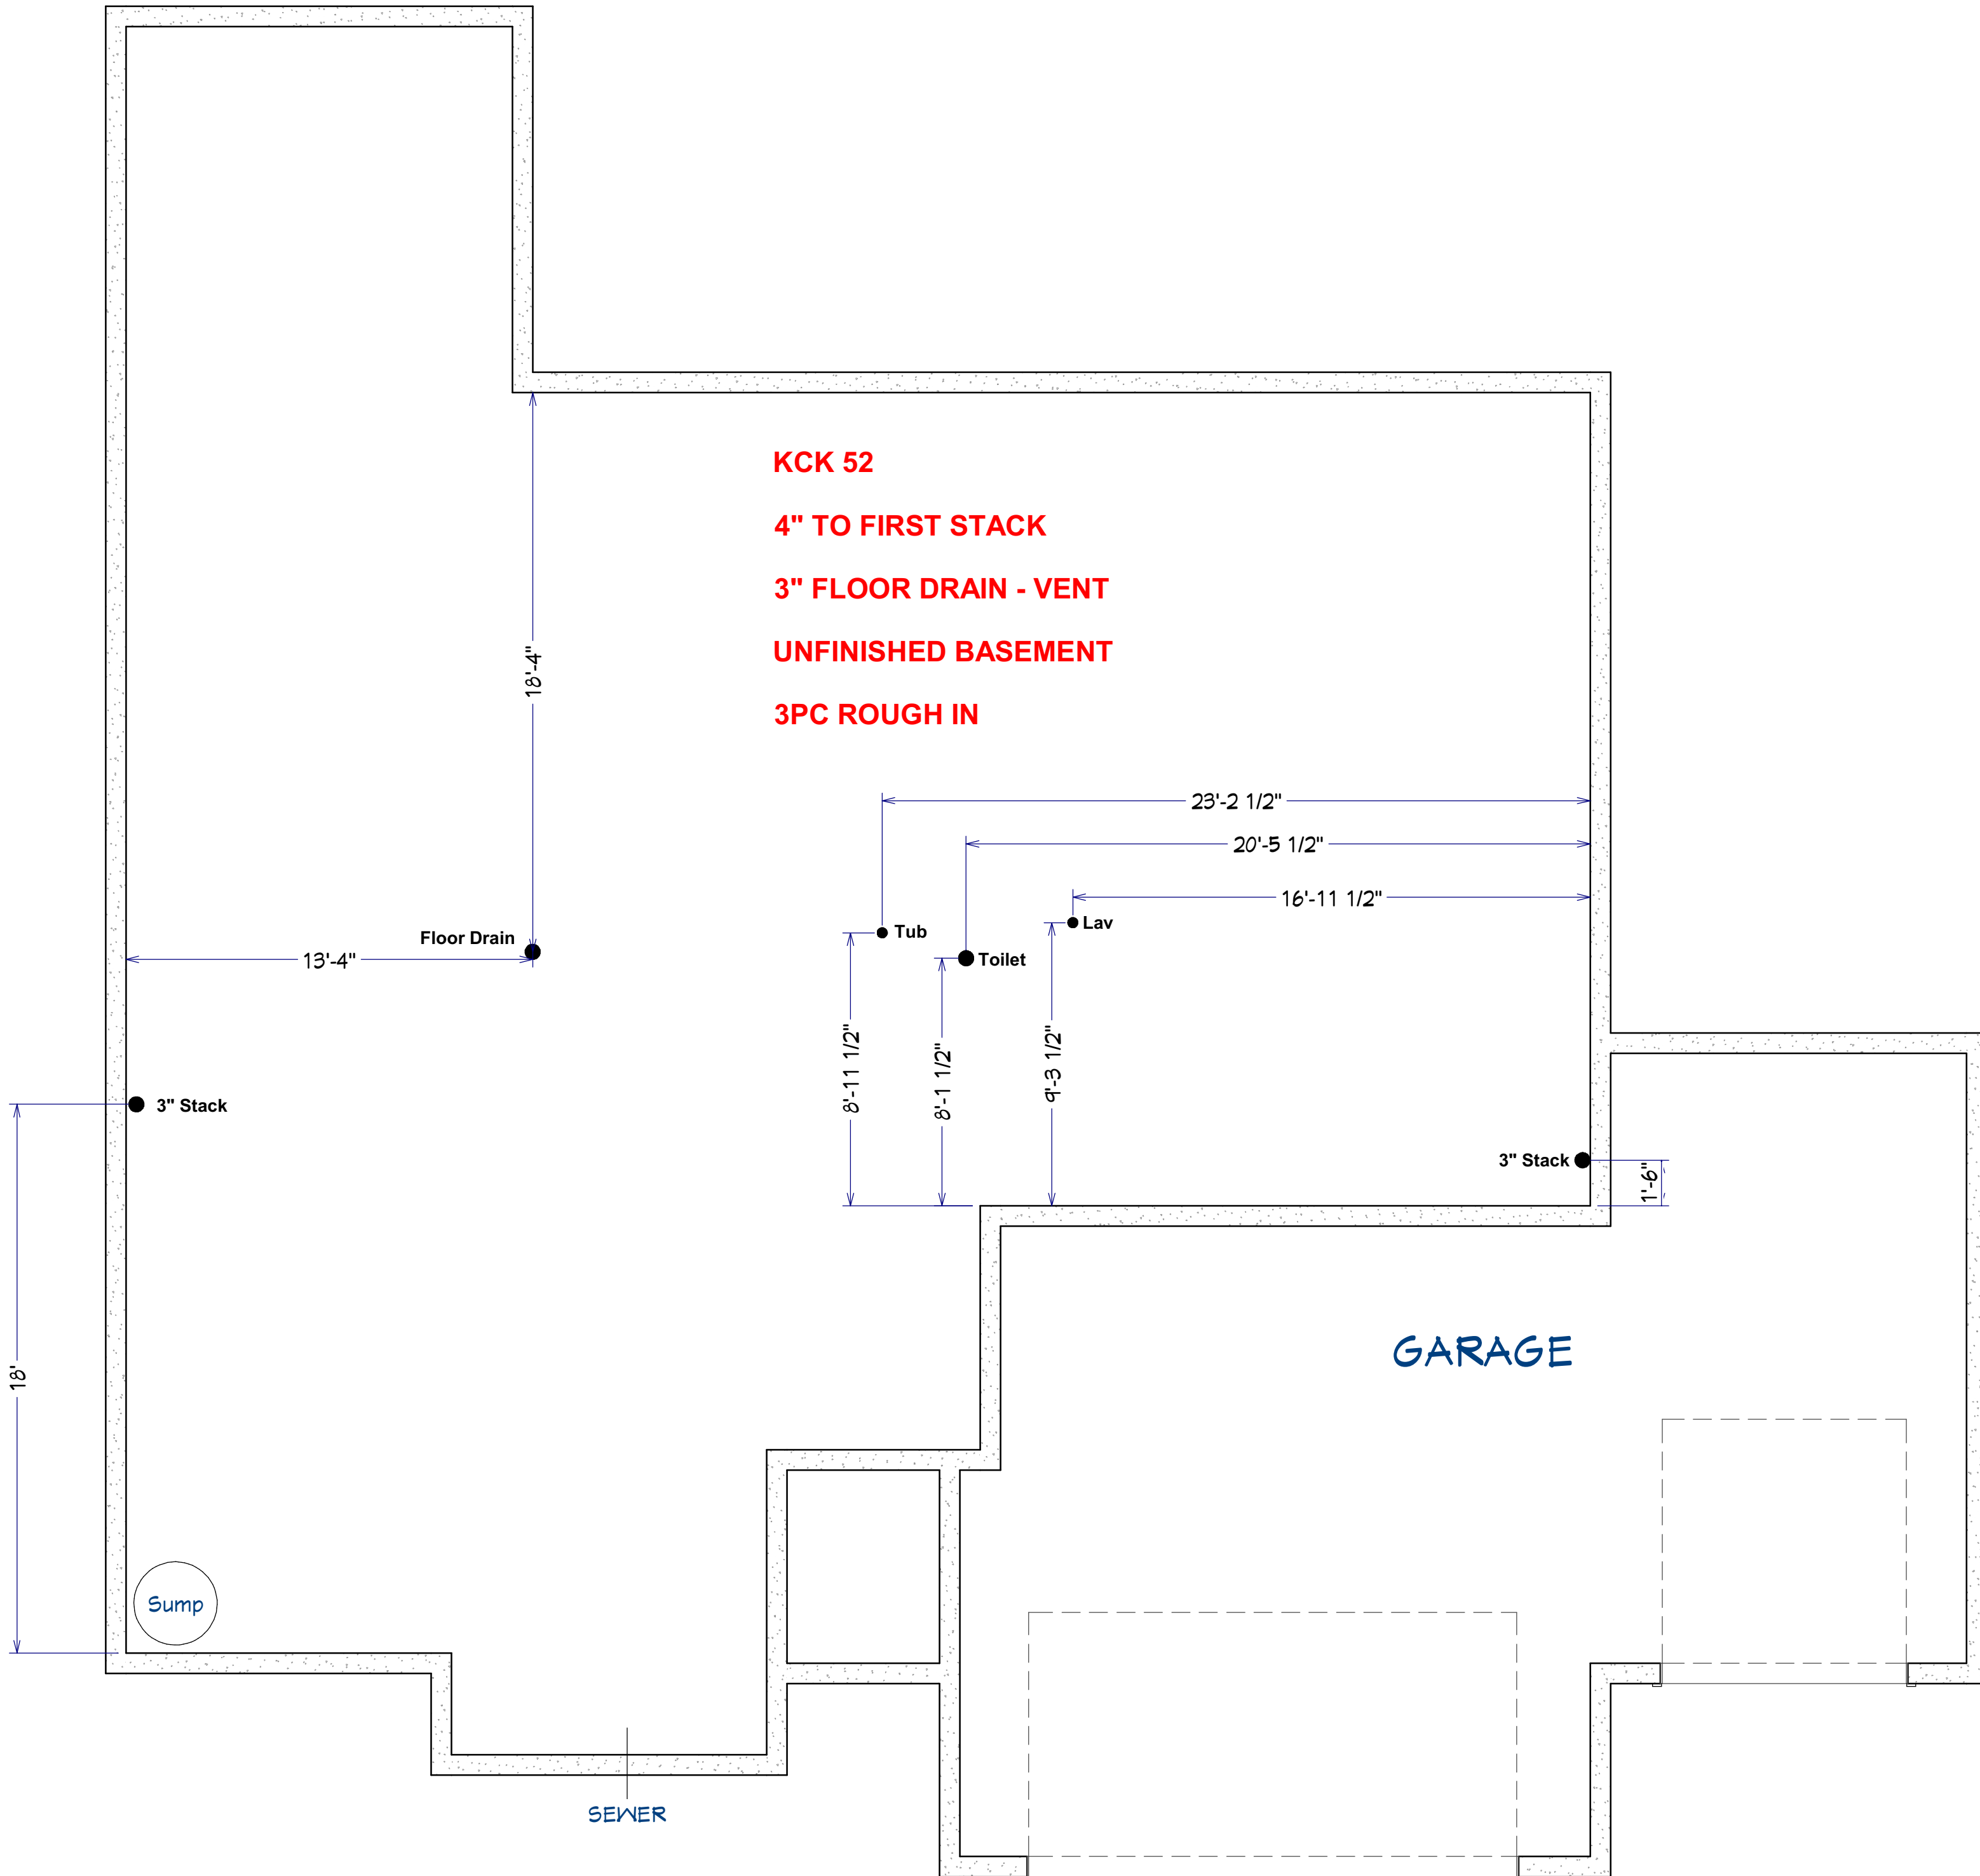 KCK 52
4" TO FIRST STACK
3" FLOOR DRAIN - VENT
UNFINISHED BASEMENT
3PC ROUGH IN
18'-4"
23'-2 1/2"
20'-5 1/2"
16'-11 1/2"
Lav
Tub
Floor Drain
Toilet
13'-4"
8'-11 1/2"
8'-1 1/2"
9'-3 1/2"
3" Stack
3" Stack
1'-6"
GARAGE
18'
Sump
SEWER